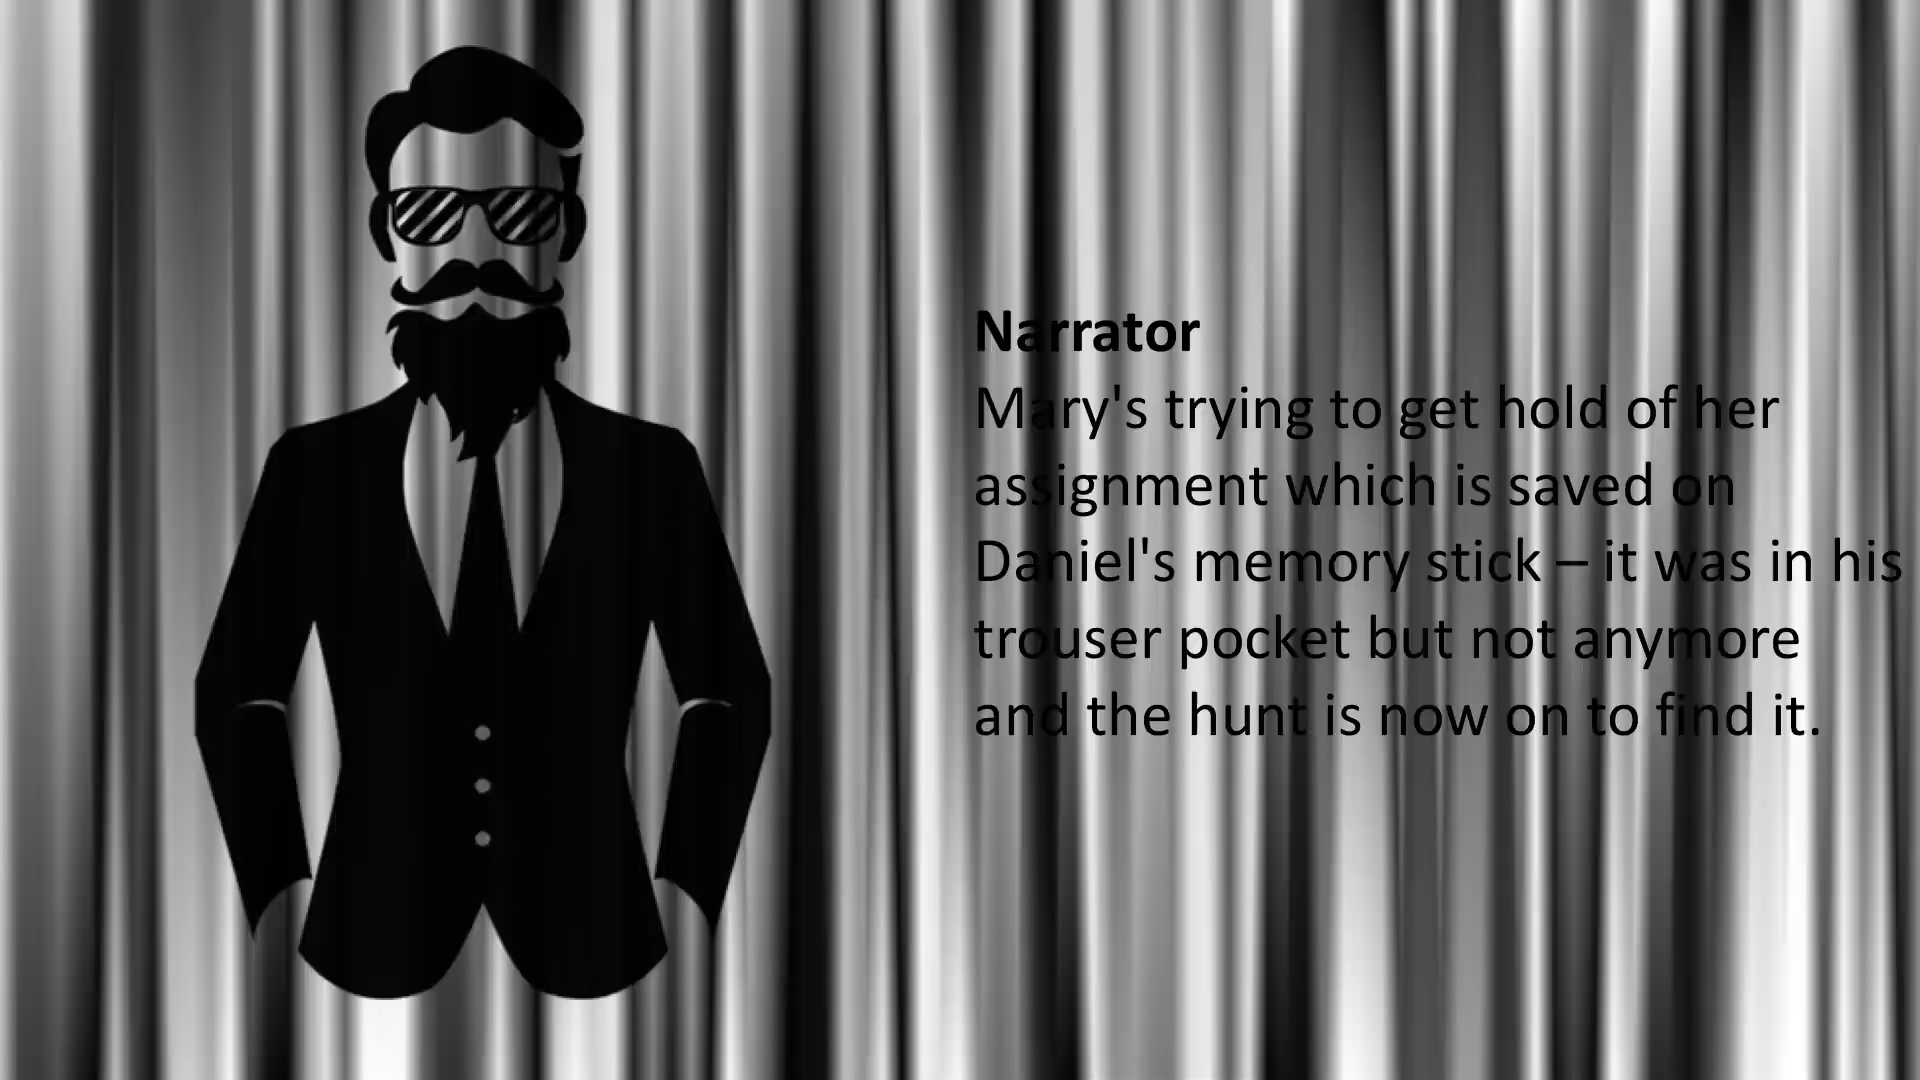 Narrator
Mary's trying to get hold of her
assignment which is saved on
Daniel's memory stick – it was in his
trouser pocket but not anymore
and the hunt is now on to find it.